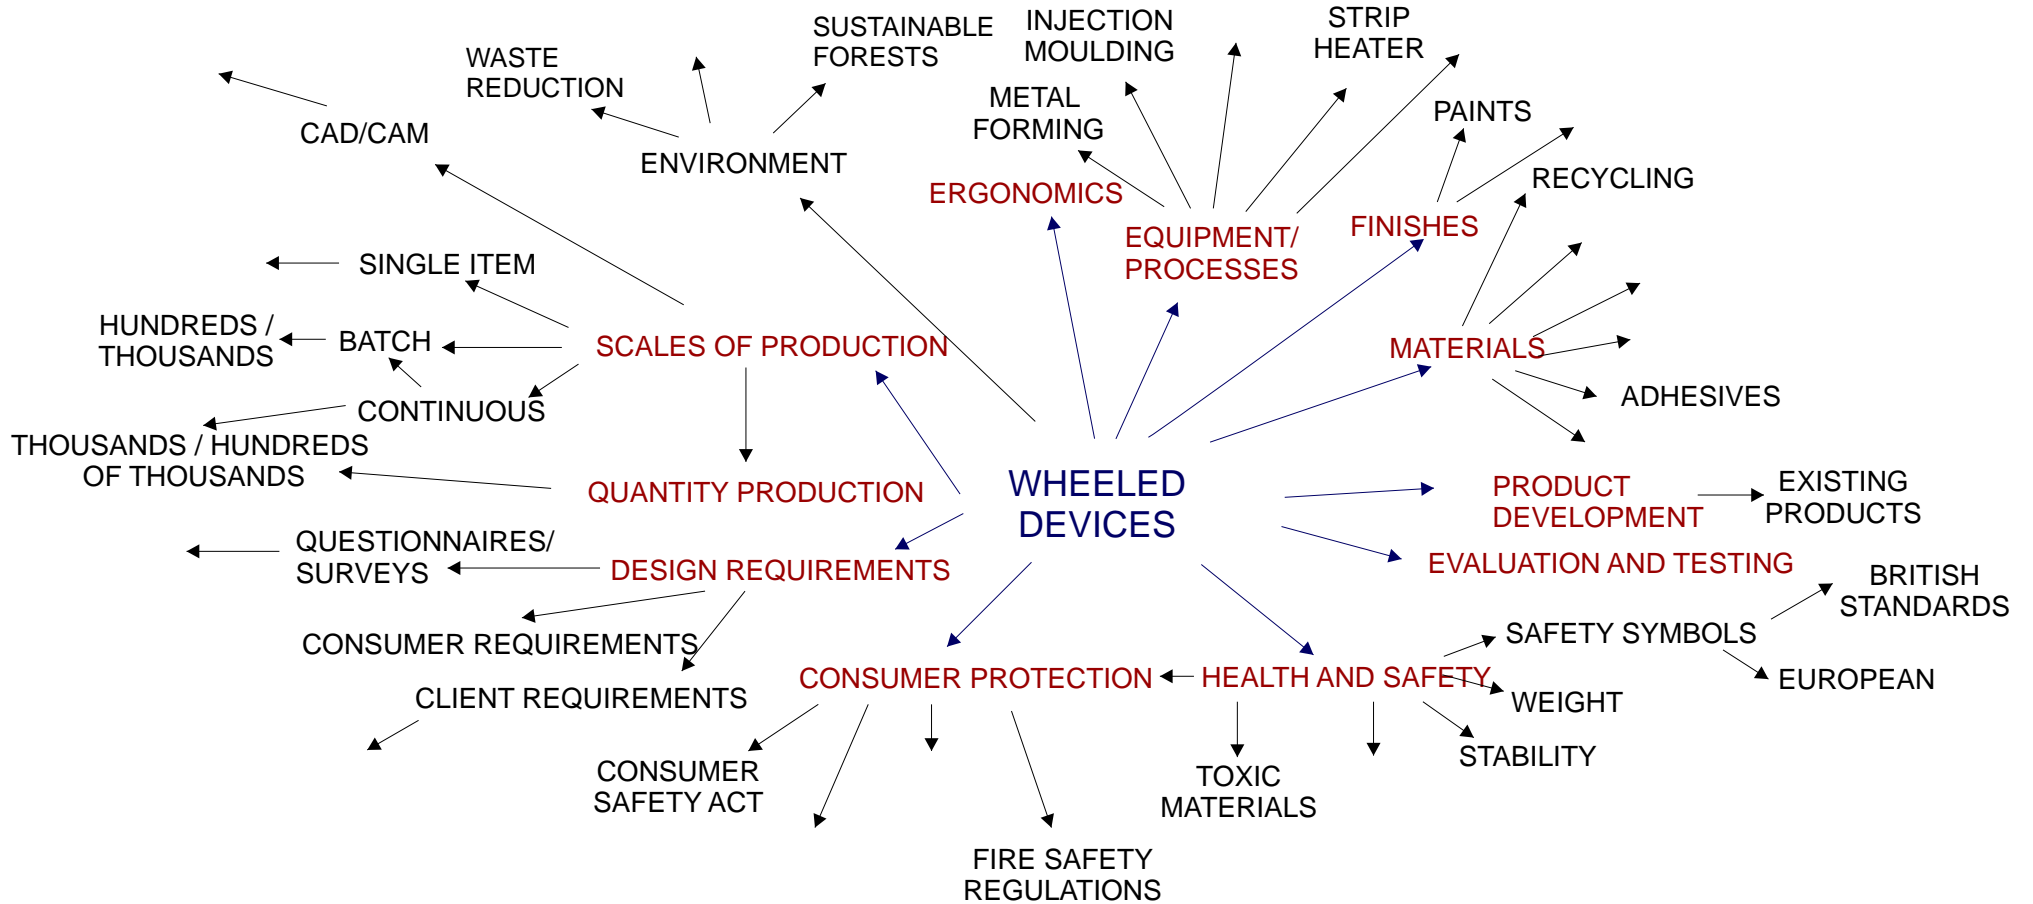 SUSTAINABLE
FORESTS
INJECTION
MOULDING
STRIP
HEATER
WASTE
REDUCTION
METAL
FORMING
PAINTS
CAD/CAM
ENVIRONMENT
ERGONOMICS
RECYCLING
EQUIPMENT/
PROCESSES
FINISHES
SINGLE ITEM
HUNDREDS /
THOUSANDS
BATCH
SCALES OF PRODUCTION
MATERIALS
CONTINUOUS
ADHESIVES
THOUSANDS / HUNDREDS
OF THOUSANDS
QUANTITY PRODUCTION
WHEELED
DEVICES
PRODUCT
DEVELOPMENT
EXISTING
PRODUCTS
QUESTIONNAIRES/
SURVEYS
DESIGN REQUIREMENTS
EVALUATION AND TESTING
BRITISH
STANDARDS
CONSUMER REQUIREMENTS
SAFETY SYMBOLS
CONSUMER PROTECTION
HEALTH AND SAFETY
EUROPEAN
CLIENT REQUIREMENTS
WEIGHT
STABILITY
CONSUMER
SAFETY ACT
TOXIC
MATERIALS
FIRE SAFETY
REGULATIONS